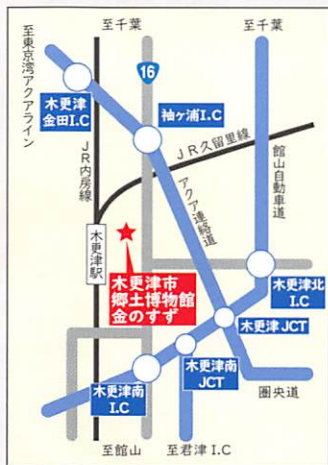 至千葉
至千葉
至東京湾アクアライン
16
木更津
金田I.C
袖ヶ浦I.C
JR久留里線
JR内房線
アクア連絡道
館山自動車道
木更津駅
木更津市
郷土博物館
金のすず
木更津北
I.C
木更津JCT
木更津南
JCT
木更津南
I.C
圏央道
至館山
至君津I.C